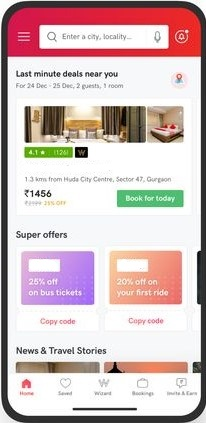 Enter a city, locality...
Last minute deals near you
For 24 Dec - 25 Dec, 2 guests, 1 room
4.1 ★ (126) W
1.3 kms from Huda City Centre, Sector 47, Gurgaon
₹1456
25% OFF
Book for today
Super offers
25% off
on bus tickets
20% off on
your first ride
Copy code
Copy code
News & Travel Stories
Home
Saved
Wizard
Bookings
Invite & Earn